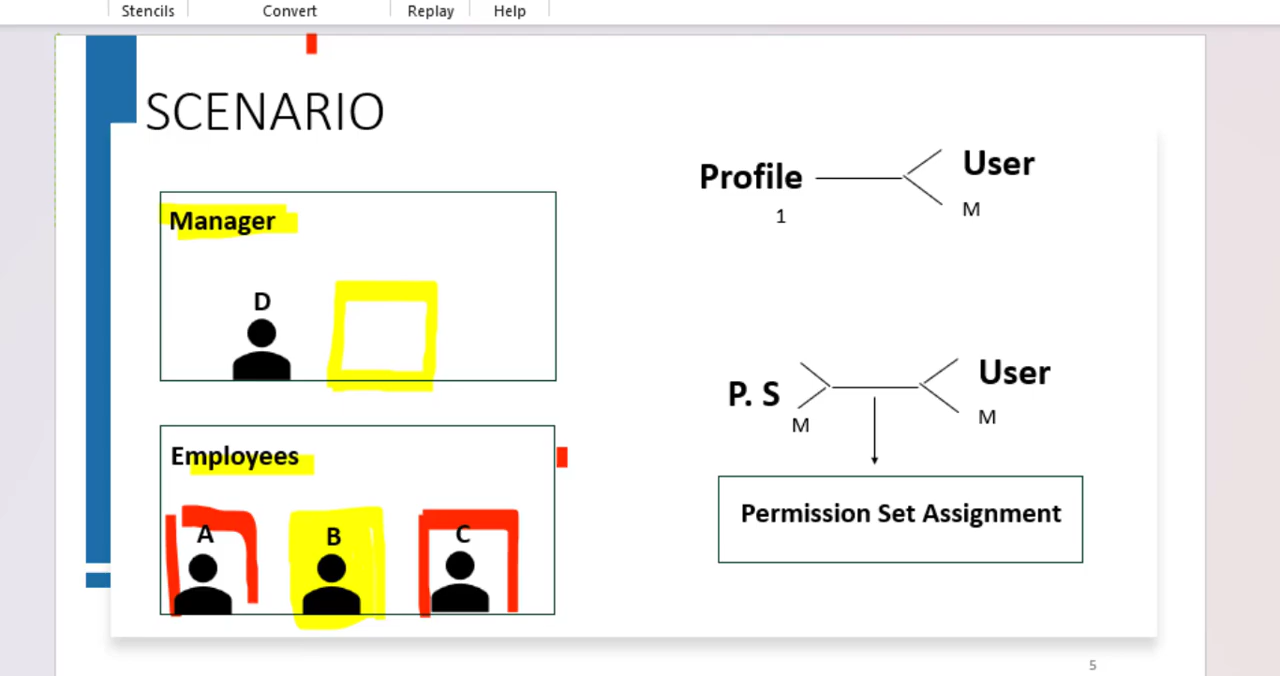 Stencils Convert Replay Help
SCENARIO
Manager
D
Employees
A B C
Profile User
1 M
P. S User
M M
Permission Set Assignment
5